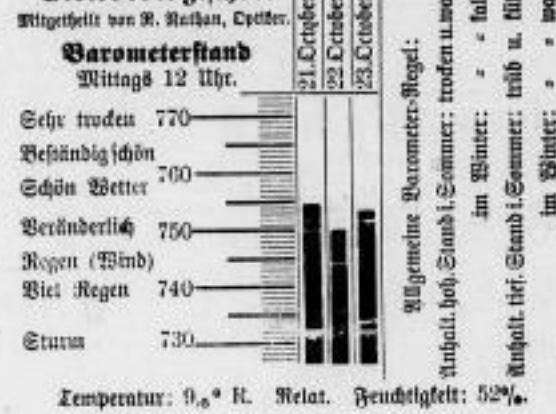 Mitgetheilt von R. Nathan, Optiker.
Barometerstand
Mittags 12 Uhr.
21. October
22. October
23. October
Sehr trocken 770
Beständig schön
760
Schön Wetter
Veränderlich 750
Regen (Wind)
Viel Regen 740
Sturm 730
Allgemeine Barometer-Regel:
Anhalt. hoh. Stand i. Sommer: trocken u.
im Winter:
Anhalt. tief. Stand i. Sommer: trüb u.
im Winter:
Temperatur: 9,8° R. Relat. Feuchtigkeit: 52%.